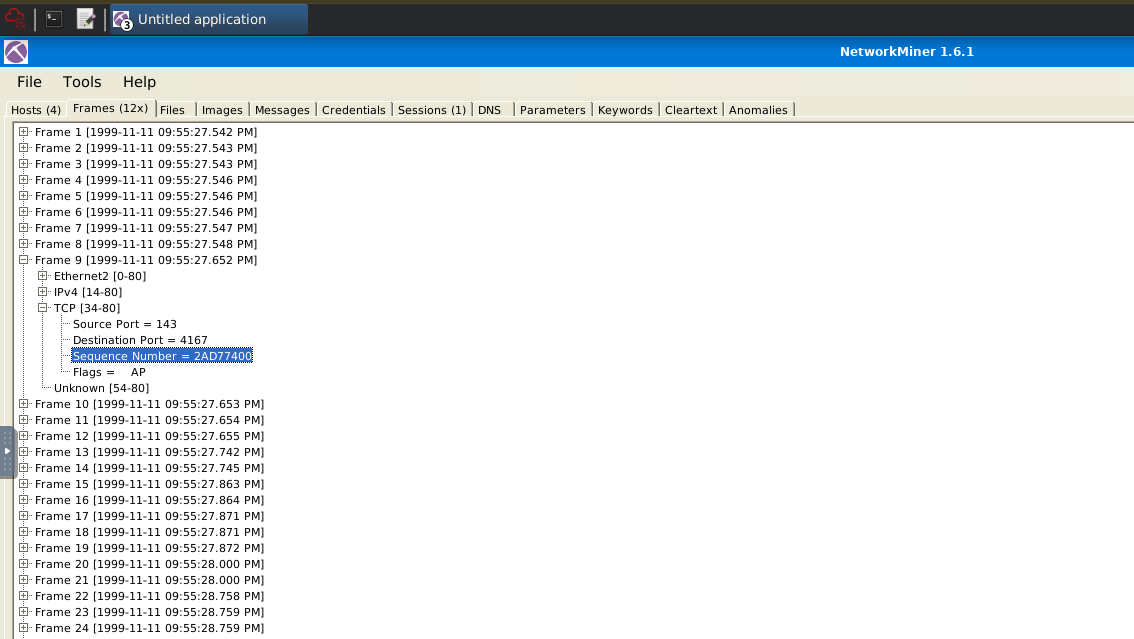 3 Untitled application
NetworkMiner 1.6.1
File Tools Help
Hosts (4) Frames (12x) Files Images Messages Credentials Sessions (1) DNS Parameters Keywords Cleartext Anomalies
Frame 1 [1999-11-11 09:55:27.542 PM]
Frame 2 [1999-11-11 09:55:27.543 PM]
Frame 3 [1999-11-11 09:55:27.543 PM]
Frame 4 [1999-11-11 09:55:27.546 PM]
Frame 5 [1999-11-11 09:55:27.546 PM]
Frame 6 [1999-11-11 09:55:27.546 PM]
Frame 7 [1999-11-11 09:55:27.547 PM]
Frame 8 [1999-11-11 09:55:27.548 PM]
Frame 9 [1999-11-11 09:55:27.652 PM]
Ethernet2 [0-80]
IPv4 [14-80]
TCP [34-80]
Source Port = 143
Destination Port = 4167
Sequence Number = 2AD77400
Flags = AP
Unknown [54-80]
Frame 10 [1999-11-11 09:55:27.653 PM]
Frame 11 [1999-11-11 09:55:27.654 PM]
Frame 12 [1999-11-11 09:55:27.655 PM]
Frame 13 [1999-11-11 09:55:27.742 PM]
Frame 14 [1999-11-11 09:55:27.745 PM]
Frame 15 [1999-11-11 09:55:27.863 PM]
Frame 16 [1999-11-11 09:55:27.864 PM]
Frame 17 [1999-11-11 09:55:27.871 PM]
Frame 18 [1999-11-11 09:55:27.871 PM]
Frame 19 [1999-11-11 09:55:27.872 PM]
Frame 20 [1999-11-11 09:55:28.000 PM]
Frame 21 [1999-11-11 09:55:28.000 PM]
Frame 22 [1999-11-11 09:55:28.758 PM]
Frame 23 [1999-11-11 09:55:28.759 PM]
Frame 24 [1999-11-11 09:55:28.759 PM]